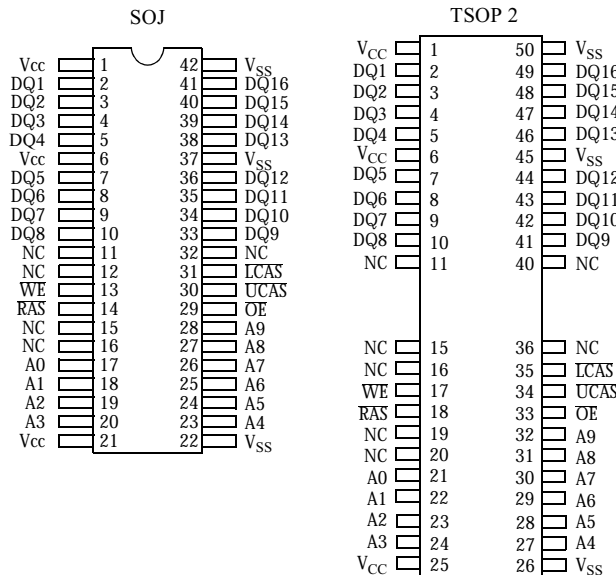 SOJ
Vcc 1 42 VSS
DQ1 2 41 DQ16
DQ2 3 40 DQ15
DQ3 4 39 DQ14
DQ4 5 38 DQ13
Vcc 6 37 VSS
DQ5 7 36 DQ12
DQ6 8 35 DQ11
DQ7 9 34 DQ10
DQ8 10 33 DQ9
NC 11 32 NC
NC 12 31 LCAS
WE 13 30 UCAS
RAS 14 29 OE
NC 15 28 A9
NC 16 27 A8
A0 17 26 A7
A1 18 25 A6
A2 19 24 A5
A3 20 23 A4
Vcc 21 22 VSS
TSOP 2
VCC 1 50 VSS
DQ1 2 49 DQ16
DQ2 3 48 DQ15
DQ3 4 47 DQ14
DQ4 5 46 DQ13
VCC 6 45 VSS
DQ5 7 44 DQ12
DQ6 8 43 DQ11
DQ7 9 42 DQ10
DQ8 10 41 DQ9
NC 11 40 NC
NC 15 36 NC
NC 16 35 LCAS
WE 17 34 UCAS
RAS 18 33 OE
NC 19 32 A9
NC 20 31 A8
A0 21 30 A7
A1 22 29 A6
A2 23 28 A5
A3 24 27 A4
VCC 25 26 VSS